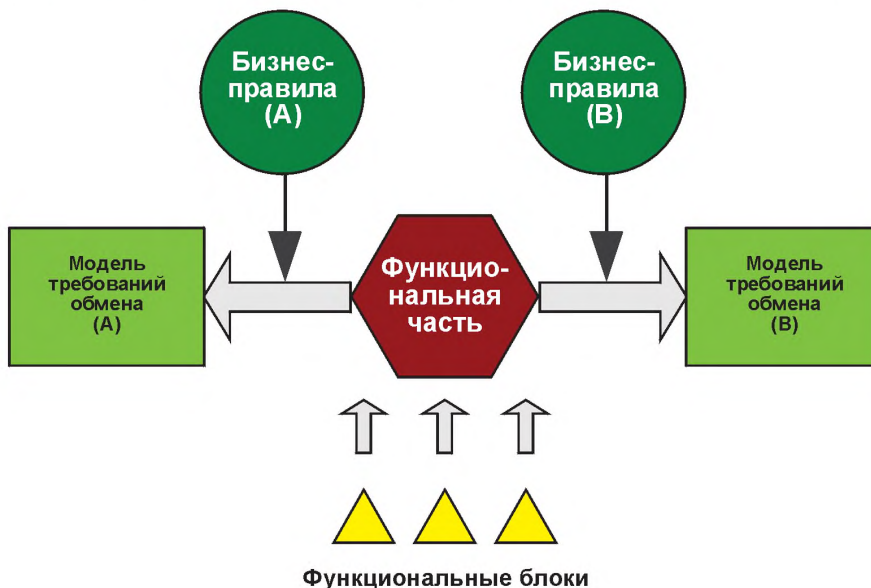 Бизнес-
правила
(A)
Бизнес-
правила
(B)
Модель
требований
обмена
(A)
Функцио-
нальная
часть
Модель
требований
обмена
(B)
Функциональные блоки